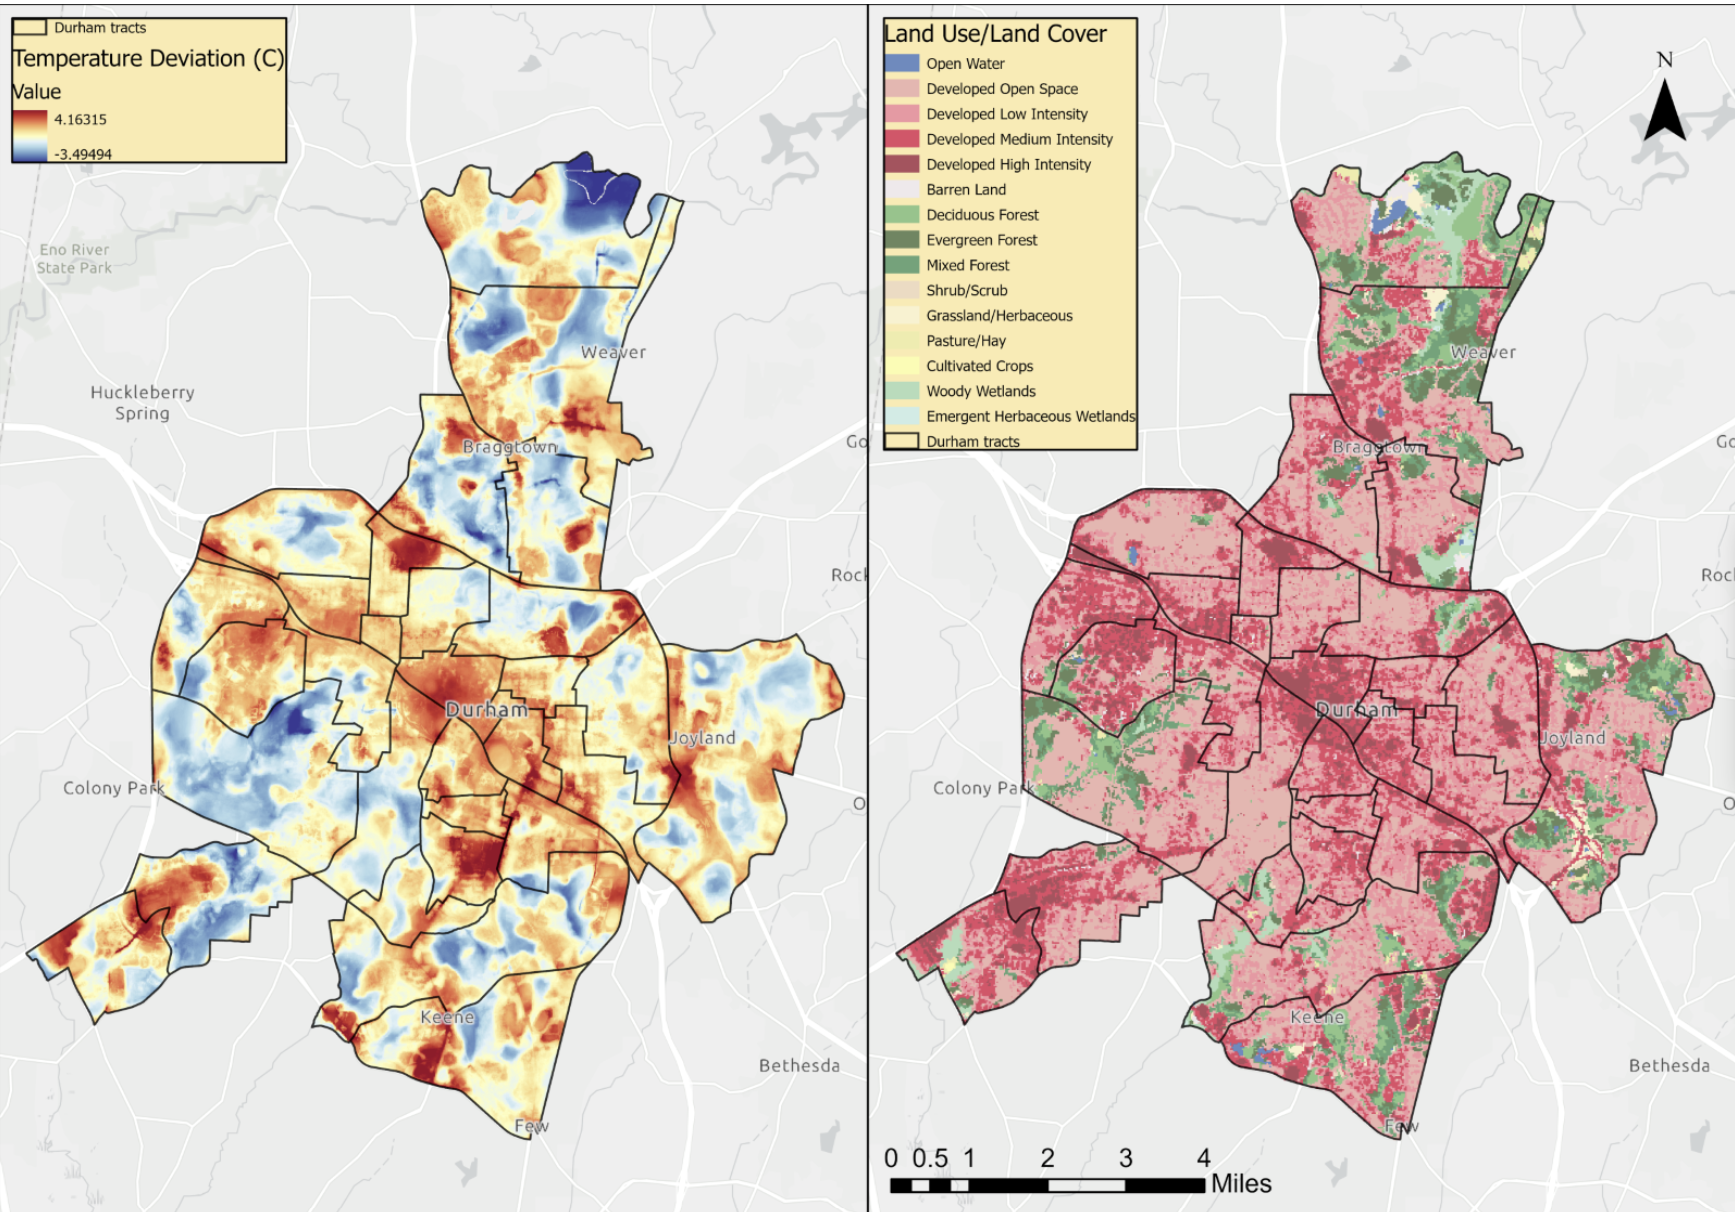 Durham tracts
Temperature Deviation (C)
Value
4.16315
-3.49494
Eno River
State Park
Huckleberry
Spring
Weaver
Braggtown
Go
Rock
Durham
Joyland
Colony Park
O
Keene
Bethesda
Few
Land Use/Land Cover
Open Water
Developed Open Space
Developed Low Intensity
Developed Medium Intensity
Developed High Intensity
Barren Land
Deciduous Forest
Evergreen Forest
Mixed Forest
Shrub/Scrub
Grassland/Herbaceous
Pasture/Hay
Cultivated Crops
Woody Wetlands
Emergent Herbaceous Wetlands
Durham tracts
N
Weaver
Braggtown
Go
Rock
Durham
Joyland
Colony Park
O
Keene
Bethesda
Few
0 0.5 1 2 3 4
Miles